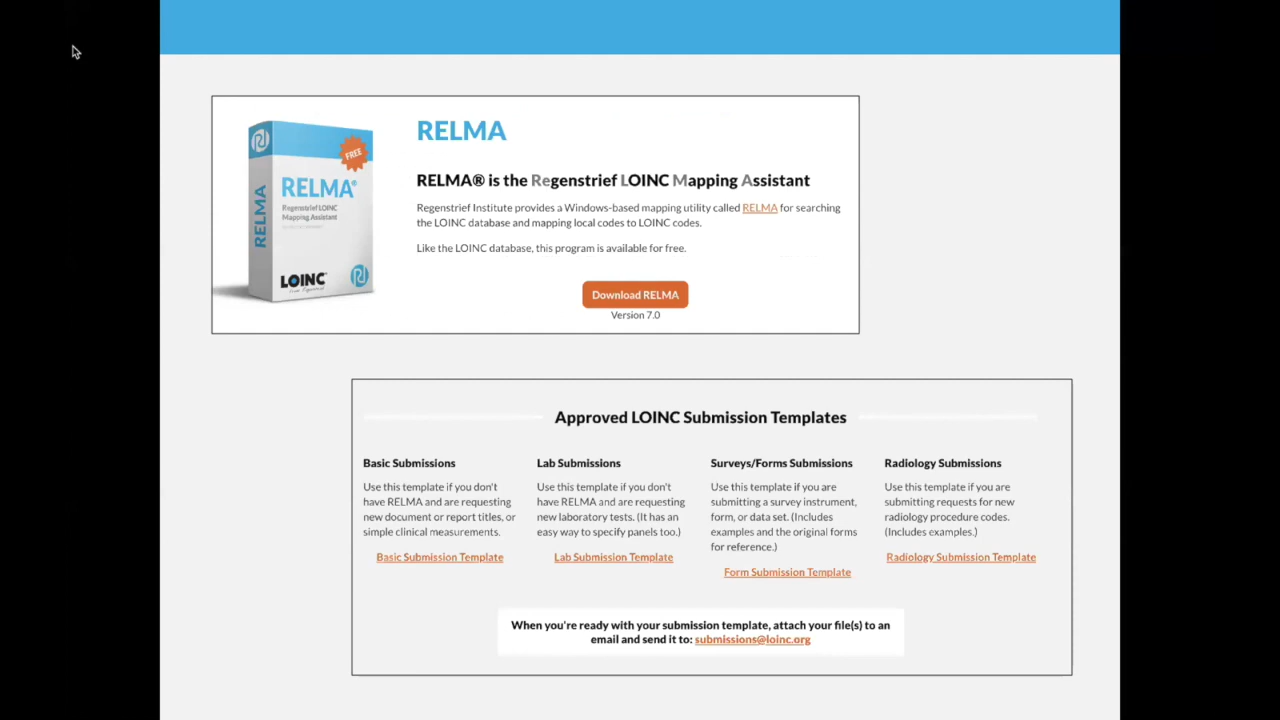 RELMA
FREE
RELMA®
Regenstrief LOINC
Mapping Assistant
RELMA
LOINC
from Regenstrief
RELMA® is the Regenstrief LOINC Mapping Assistant
Regenstrief Institute provides a Windows-based mapping utility called RELMA for searching
the LOINC database and mapping local codes to LOINC codes.
Like the LOINC database, this program is available for free.
Download RELMA
Version 7.0
Approved LOINC Submission Templates
Basic Submissions
Use this template if you don't
have RELMA and are requesting
new document or report titles, or
simple clinical measurements.
Basic Submission Template
Lab Submissions
Use this template if you don't
have RELMA and are requesting
new laboratory tests. (It has an
easy way to specify panels too.)
Lab Submission Template
Surveys/Forms Submissions
Use this template if you are
submitting a survey instrument,
form, or data set. (Includes
examples and the original forms
for reference.)
Form Submission Template
Radiology Submissions
Use this template if you are
submitting requests for new
radiology procedure codes.
(Includes examples.)
Radiology Submission Template
When you're ready with your submission template, attach your file(s) to an
email and send it to: submissions@loinc.org